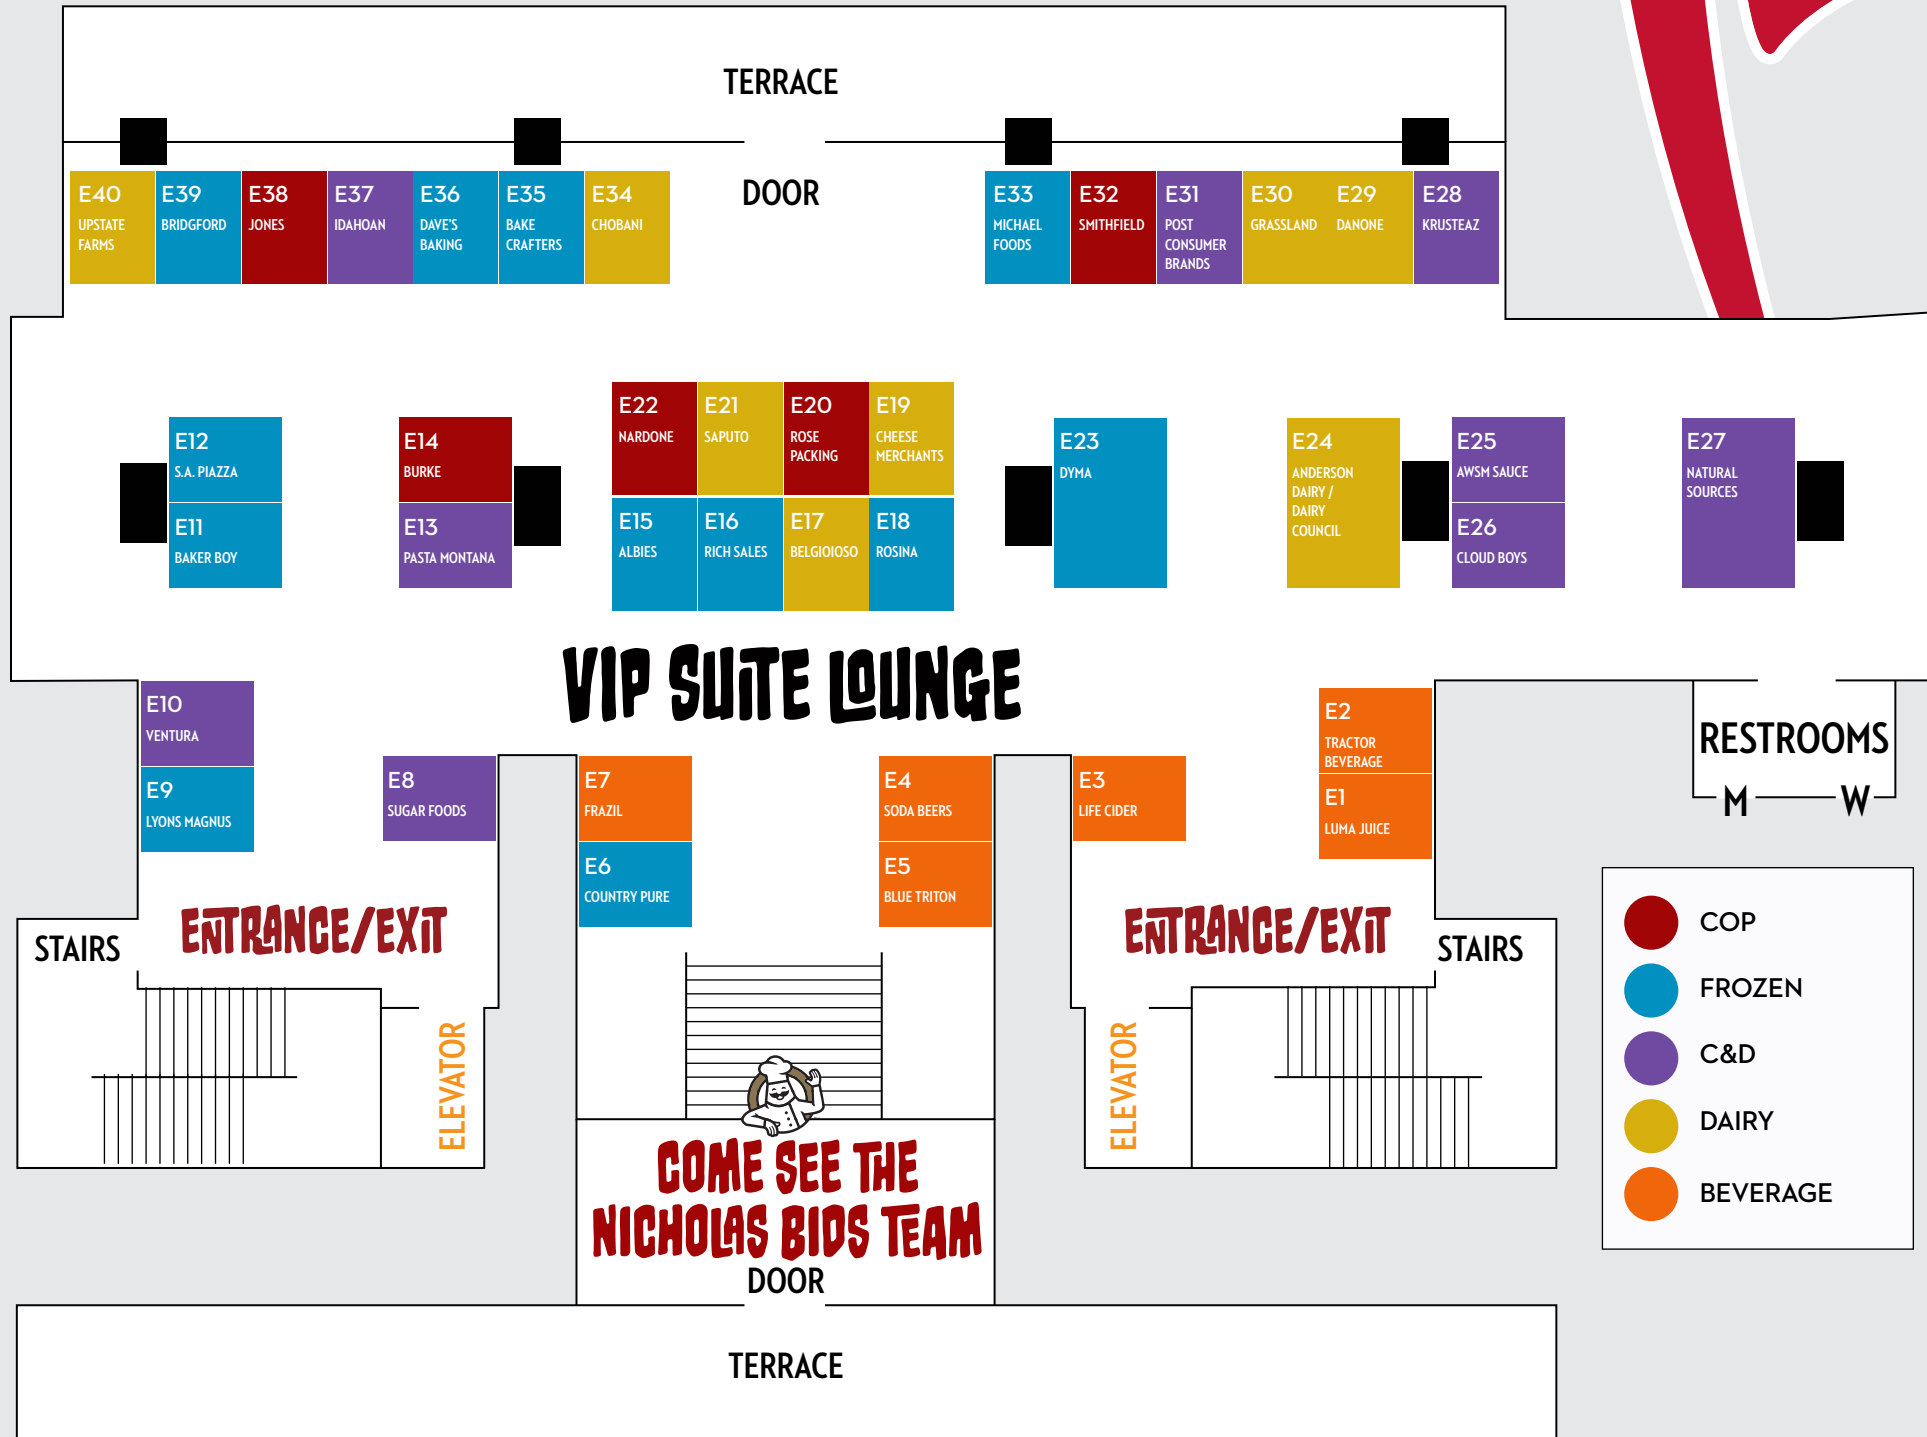 TERRACE
DOOR
E40
UPSTATE
FARMS
E39
BRIDGFORD
E38
JONES
E37
IDAHOAN
E36
DAVE'S
BAKING
E35
BAKE
CRAFTERS
E34
CHOBANI
E33
MICHAEL
FOODS
E32
SMITHFIELD
E31
POST
CONSUMER
BRANDS
E30
GRASSLAND
E29
DANONE
E28
KRUSTEAZ
E12
S.A. PIAZZA
E11
BAKER BOY
E14
BURKE
E13
PASTA MONTANA
E22
NARDONE
E21
SAPUTO
E20
ROSE
PACKING
E19
CHEESE
MERCHANTS
E15
ALBIES
E16
RICH SALES
E17
BELGIOIOSO
E18
ROSINA
E23
DYMA
E24
ANDERSON
DAIRY /
DAIRY
COUNCIL
E25
AWSM SAUCE
E26
CLOUD BOYS
E27
NATURAL
SOURCES
VIP SUITE LOUNGE
E10
VENTURA
E9
LYONS MAGNUS
E8
SUGAR FOODS
E7
FRAZIL
E6
COUNTRY PURE
E4
SODA BEERS
E5
BLUE TRITON
E3
LIFE CIDER
E2
TRACTOR
BEVERAGE
E1
LUMA JUICE
RESTROOMS
M W
ENTRANCE/EXIT
STAIRS
ELEVATOR
ENTRANCE/EXIT
STAIRS
ELEVATOR
COME SEE THE
NICHOLAS BIDS TEAM
DOOR
TERRACE
COP
FROZEN
C&D
DAIRY
BEVERAGE